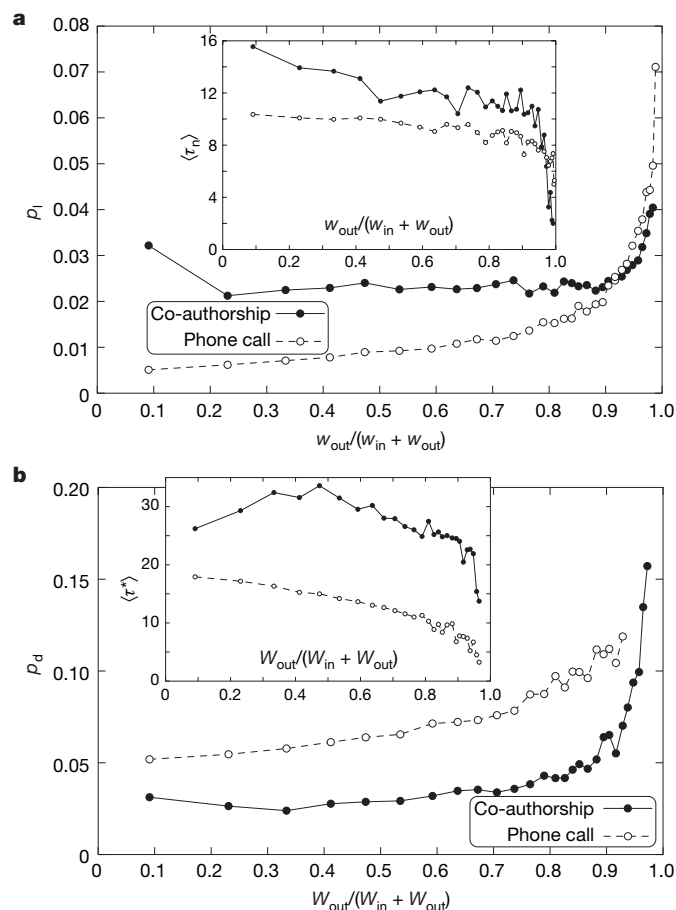 a
0.08
0.07
0.06
0.05
0.04
0.03
0.02
0.01
0
p_l
0 0.1 0.2 0.3 0.4 0.5 0.6 0.7 0.8 0.9 1.0
w_out/(w_in + w_out)
16
12
8
4
0
⟨τ_n⟩
0 0.2 0.4 0.6 0.8 1.0
w_out/(w_in + w_out)
Co-authorship
Phone call
b
0.20
0.15
0.10
0.05
0
p_d
0 0.1 0.2 0.3 0.4 0.5 0.6 0.7 0.8 0.9 1.0
W_out/(W_in + W_out)
30
20
10
0
⟨τ*⟩
0 0.2 0.4 0.6 0.8 1.0
W_out/(W_in + W_out)
Co-authorship
Phone call